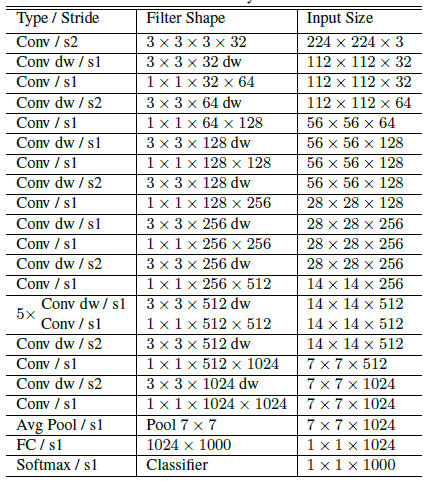 Type / Stride Filter Shape Input Size
Conv / s2 3 × 3 × 3 × 32 224 × 224 × 3
Conv dw / s1 3 × 3 × 32 dw 112 × 112 × 32
Conv / s1 1 × 1 × 32 × 64 112 × 112 × 32
Conv dw / s2 3 × 3 × 64 dw 112 × 112 × 64
Conv / s1 1 × 1 × 64 × 128 56 × 56 × 64
Conv dw / s1 3 × 3 × 128 dw 56 × 56 × 128
Conv / s1 1 × 1 × 128 × 128 56 × 56 × 128
Conv dw / s2 3 × 3 × 128 dw 56 × 56 × 128
Conv / s1 1 × 1 × 128 × 256 28 × 28 × 128
Conv dw / s1 3 × 3 × 256 dw 28 × 28 × 256
Conv / s1 1 × 1 × 256 × 256 28 × 28 × 256
Conv dw / s2 3 × 3 × 256 dw 28 × 28 × 256
Conv / s1 1 × 1 × 256 × 512 14 × 14 × 256
5× Conv dw / s1 3 × 3 × 512 dw 14 × 14 × 512
Conv / s1 1 × 1 × 512 × 512 14 × 14 × 512
Conv dw / s2 3 × 3 × 512 dw 14 × 14 × 512
Conv / s1 1 × 1 × 512 × 1024 7 × 7 × 512
Conv dw / s2 3 × 3 × 1024 dw 7 × 7 × 1024
Conv / s1 1 × 1 × 1024 × 1024 7 × 7 × 1024
Avg Pool / s1 Pool 7 × 7 7 × 7 × 1024
FC / s1 1024 × 1000 1 × 1 × 1024
Softmax / s1 Classifier 1 × 1 × 1000